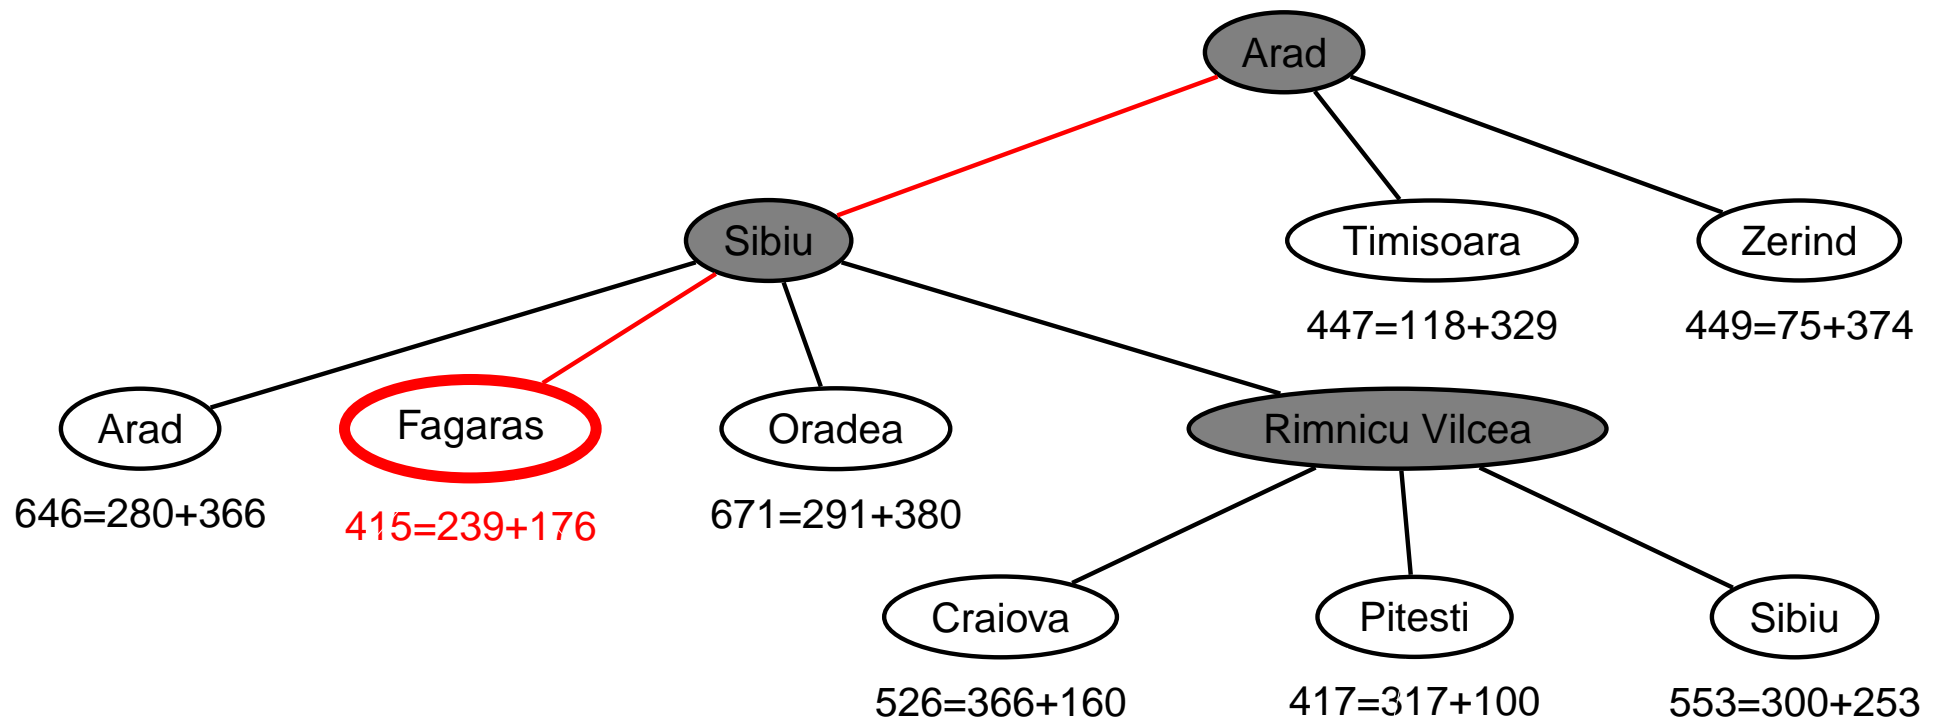 Arad
Sibiu
Timisoara
Zerind
447=118+329
449=75+374
Arad
Fagaras
Oradea
Rimnicu Vilcea
646=280+366
415=239+176
671=291+380
Craiova
Pitesti
Sibiu
526=366+160
417=317+100
553=300+253